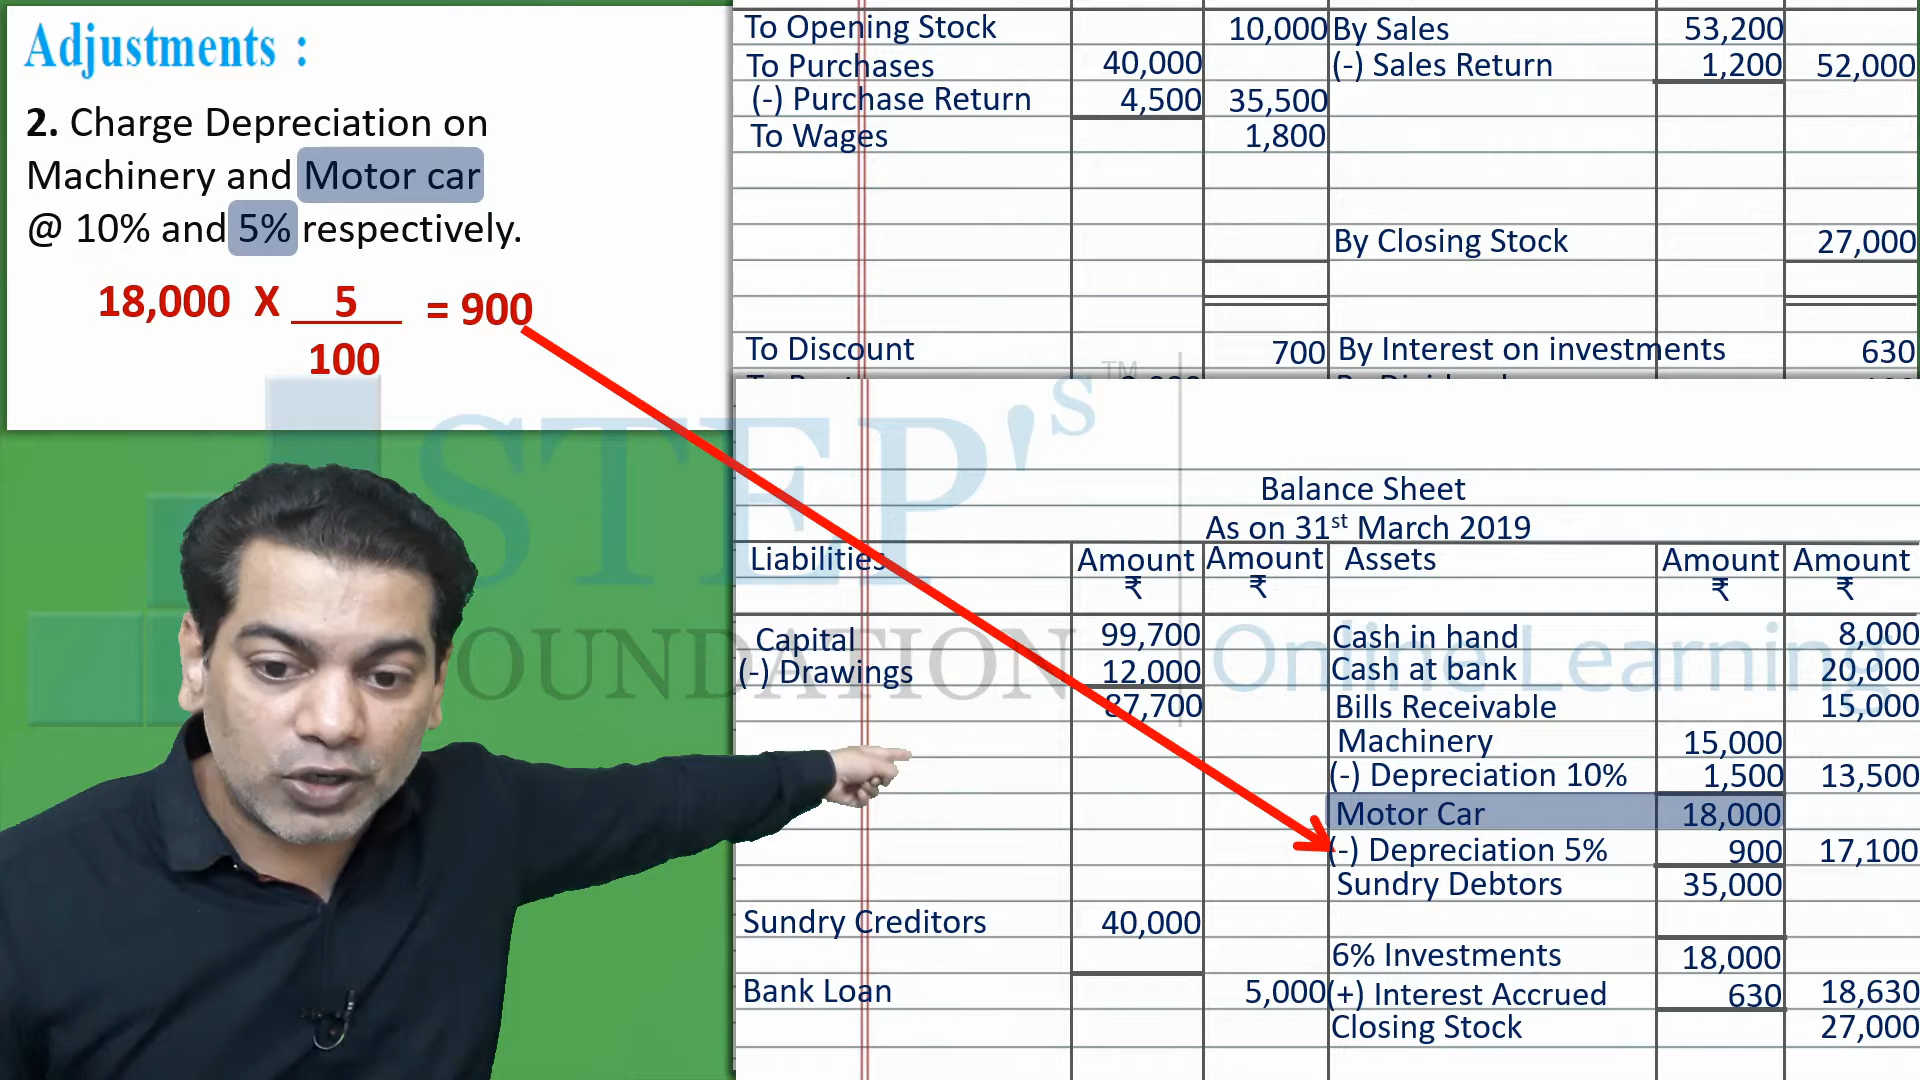 Adjustments :
2. Charge Depreciation on
Machinery and Motor car
@ 10% and 5% respectively.
18,000 X 5 = 900
100
To Opening Stock 10,000 By Sales 53,200
To Purchases 40,000 (-) Sales Return 1,200 52,000
(-) Purchase Return 4,500 35,500
To Wages 1,800
By Closing Stock 27,000
To Discount 700 By Interest on investments 630
STEP's TM
FOUNDATION Online Learning
Balance Sheet
As on 31st March 2019
Liabilities Amount Amount Assets Amount Amount
₹ ₹ ₹ ₹
Capital 99,700 Cash in hand 8,000
(-) Drawings 12,000 Cash at bank 20,000
87,700 Bills Receivable 15,000
Machinery 15,000
(-) Depreciation 10% 1,500 13,500
Motor Car 18,000
(-) Depreciation 5% 900 17,100
Sundry Debtors 35,000
Sundry Creditors 40,000
6% Investments 18,000
Bank Loan 5,000 (+) Interest Accrued 630 18,630
Closing Stock 27,000